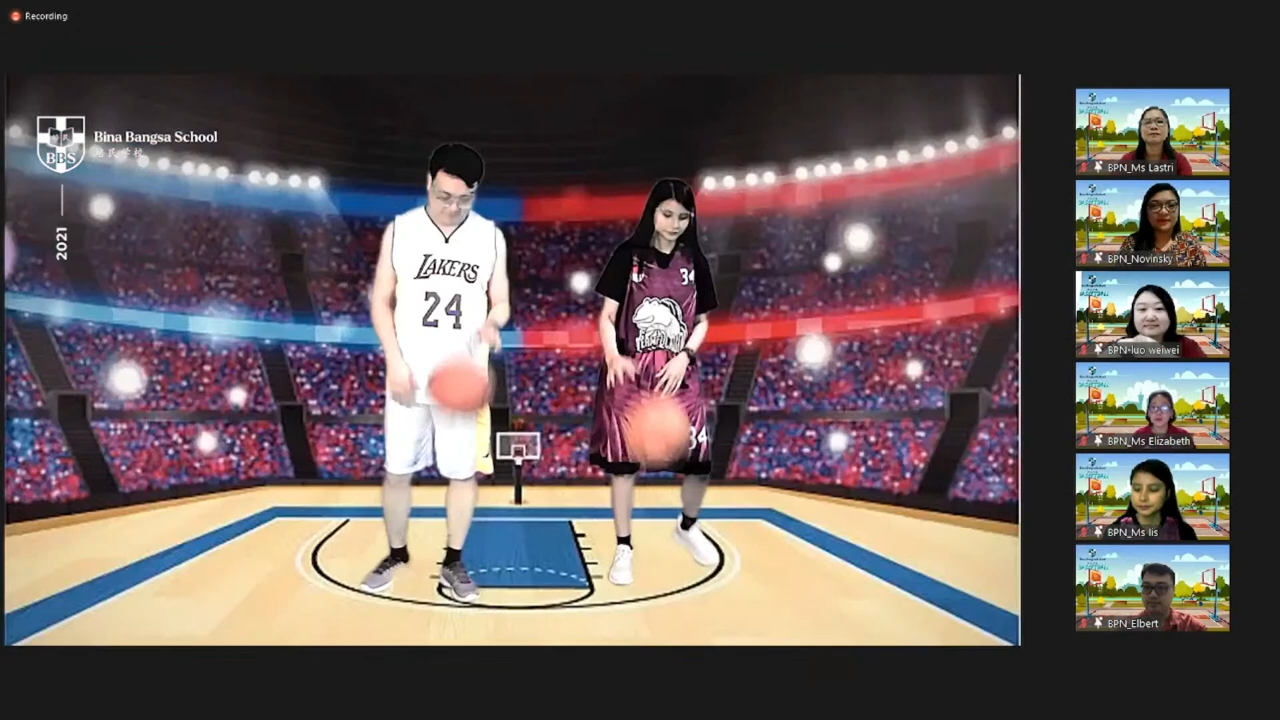 Recording
Bina Bangsa School
BBS
2021
LAKERS
24
34
34
BPN_Ms Lastri
BPN_Novinsky
BPN-luo weiwei
BPN_Ms Elizabeth
BPN_Ms Iis
BPN_Elbert